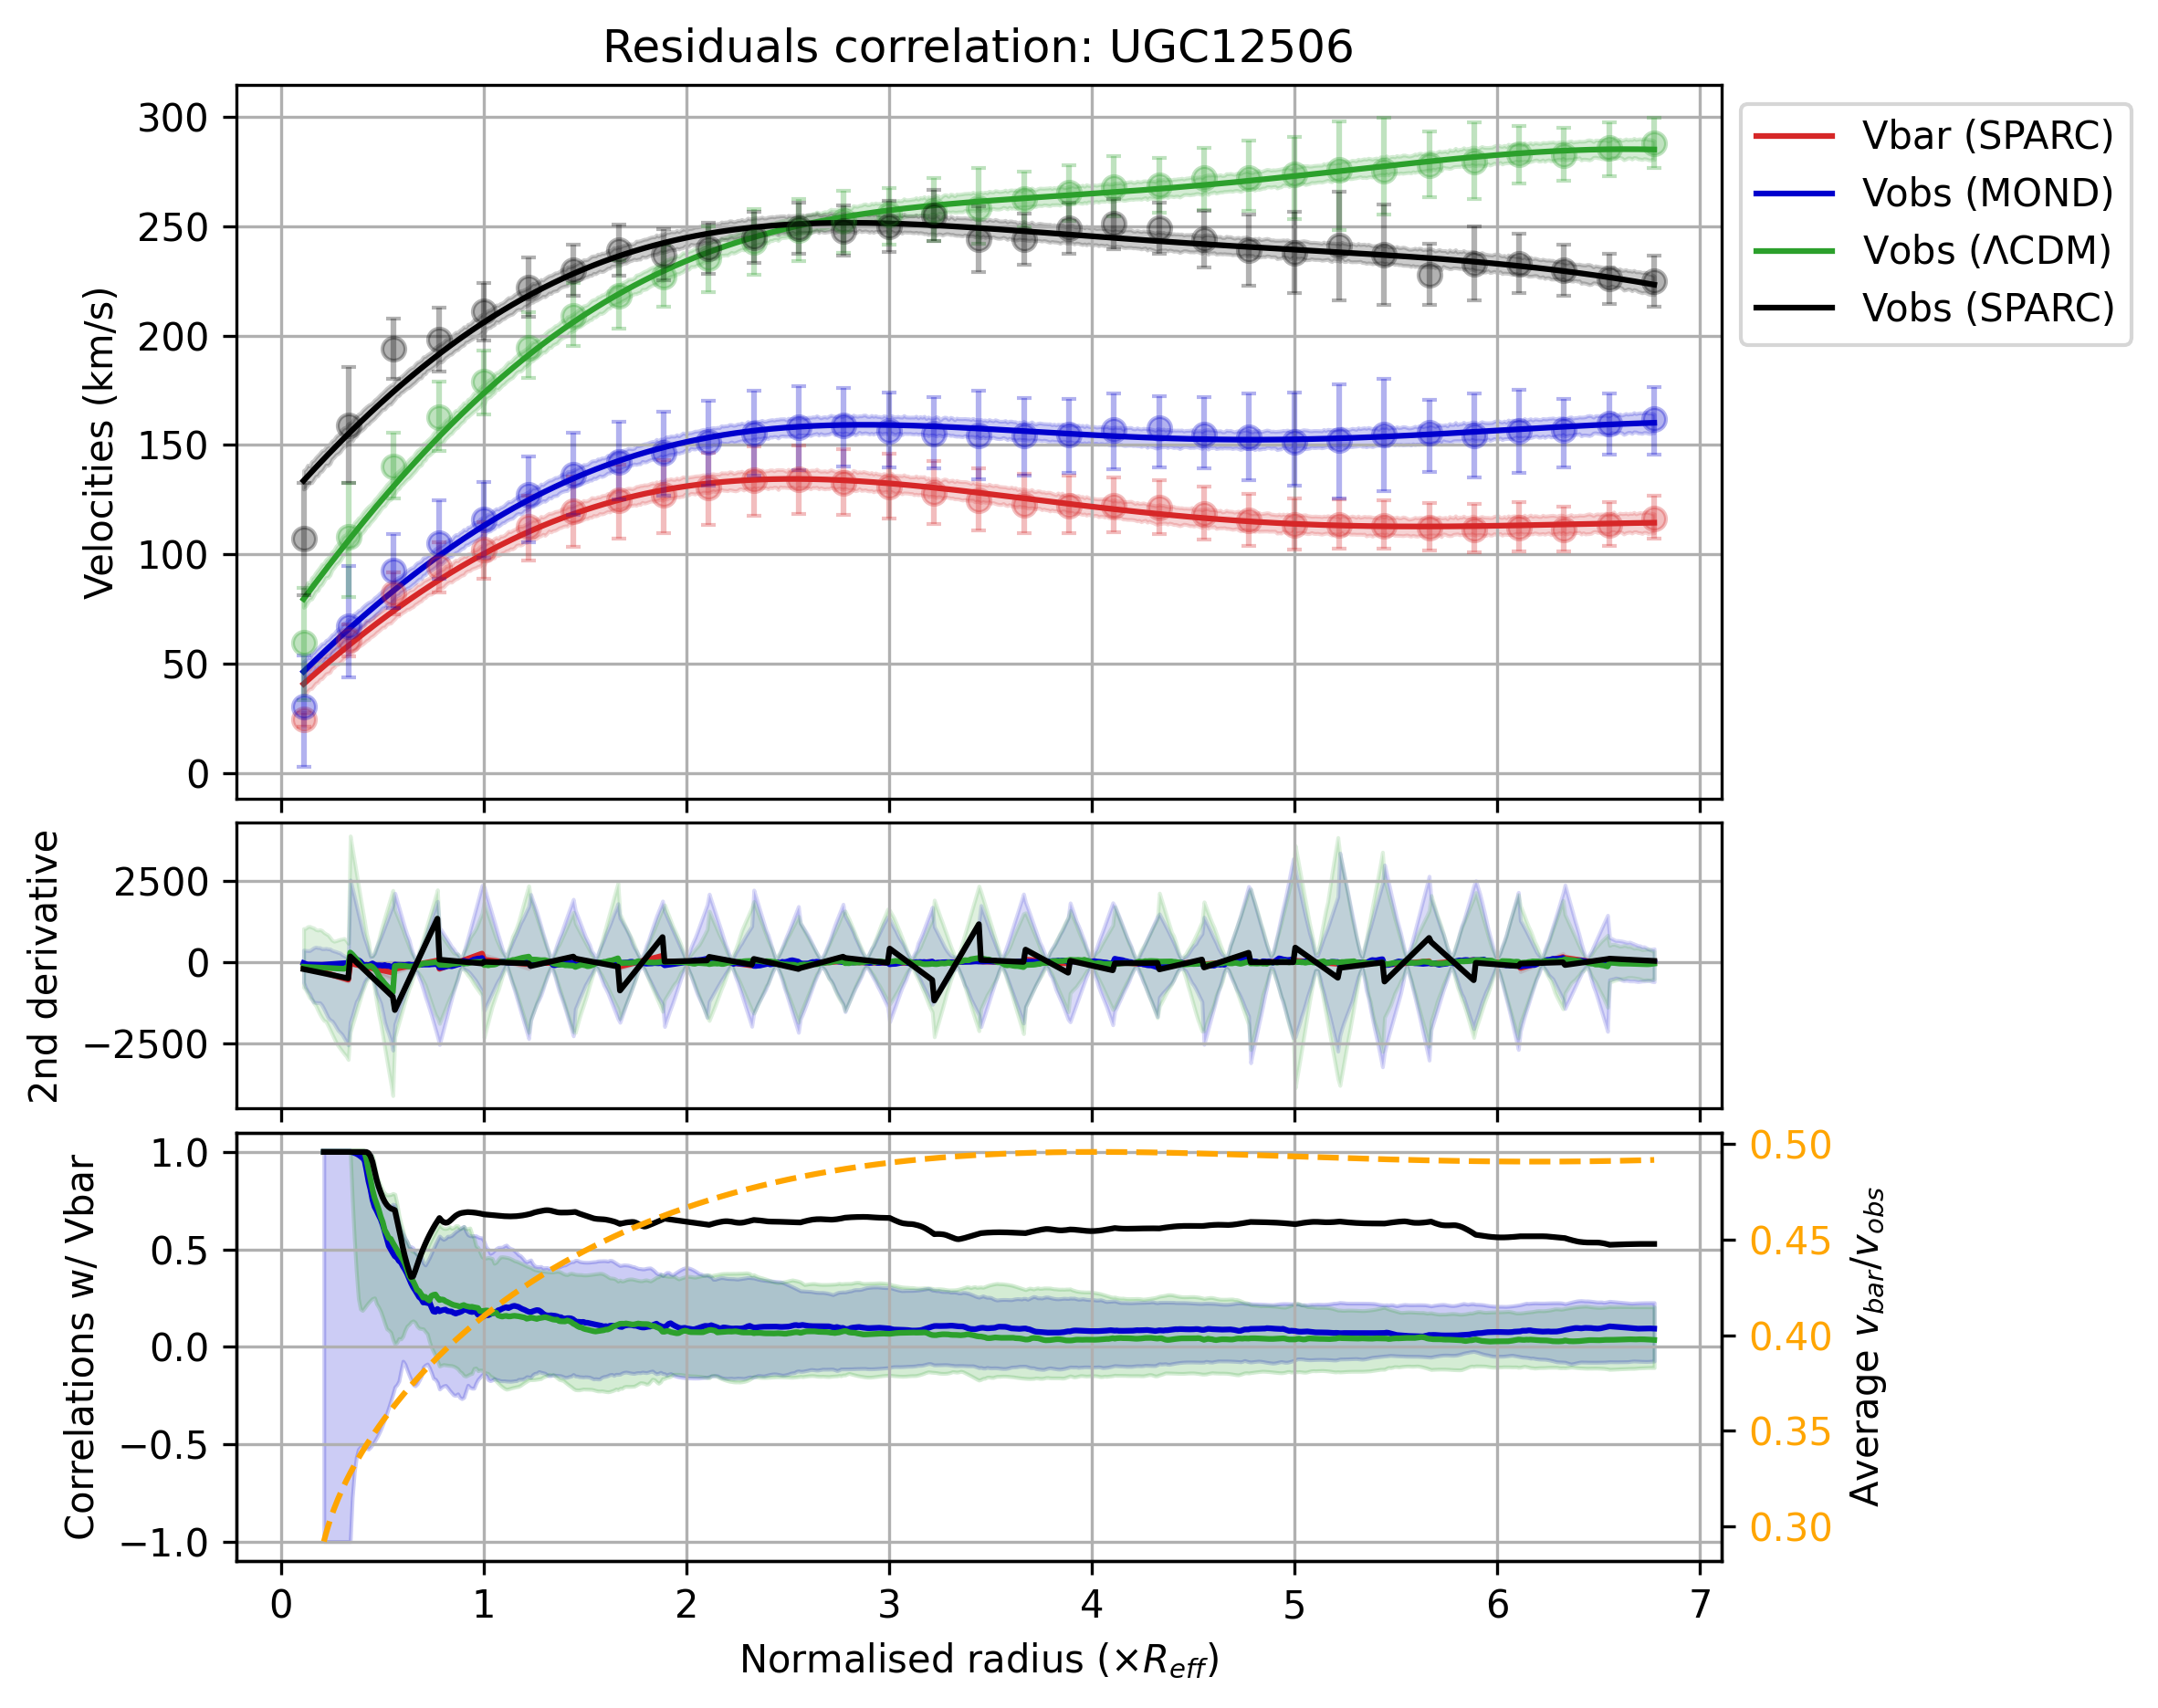 Residuals correlation: UGC12506
300
250
200
150
100
50
0
Velocities (km/s)
Vbar (SPARC)
Vobs (MOND)
Vobs (ΛCDM)
Vobs (SPARC)
2500
0
−2500
2nd derivative
1.0
0.5
0.0
−0.5
−1.0
Correlations w/ Vbar
0.50
0.45
0.40
0.35
0.30
Average v_bar/v_obs
0 1 2 3 4 5 6 7
Normalised radius (×R_eff)